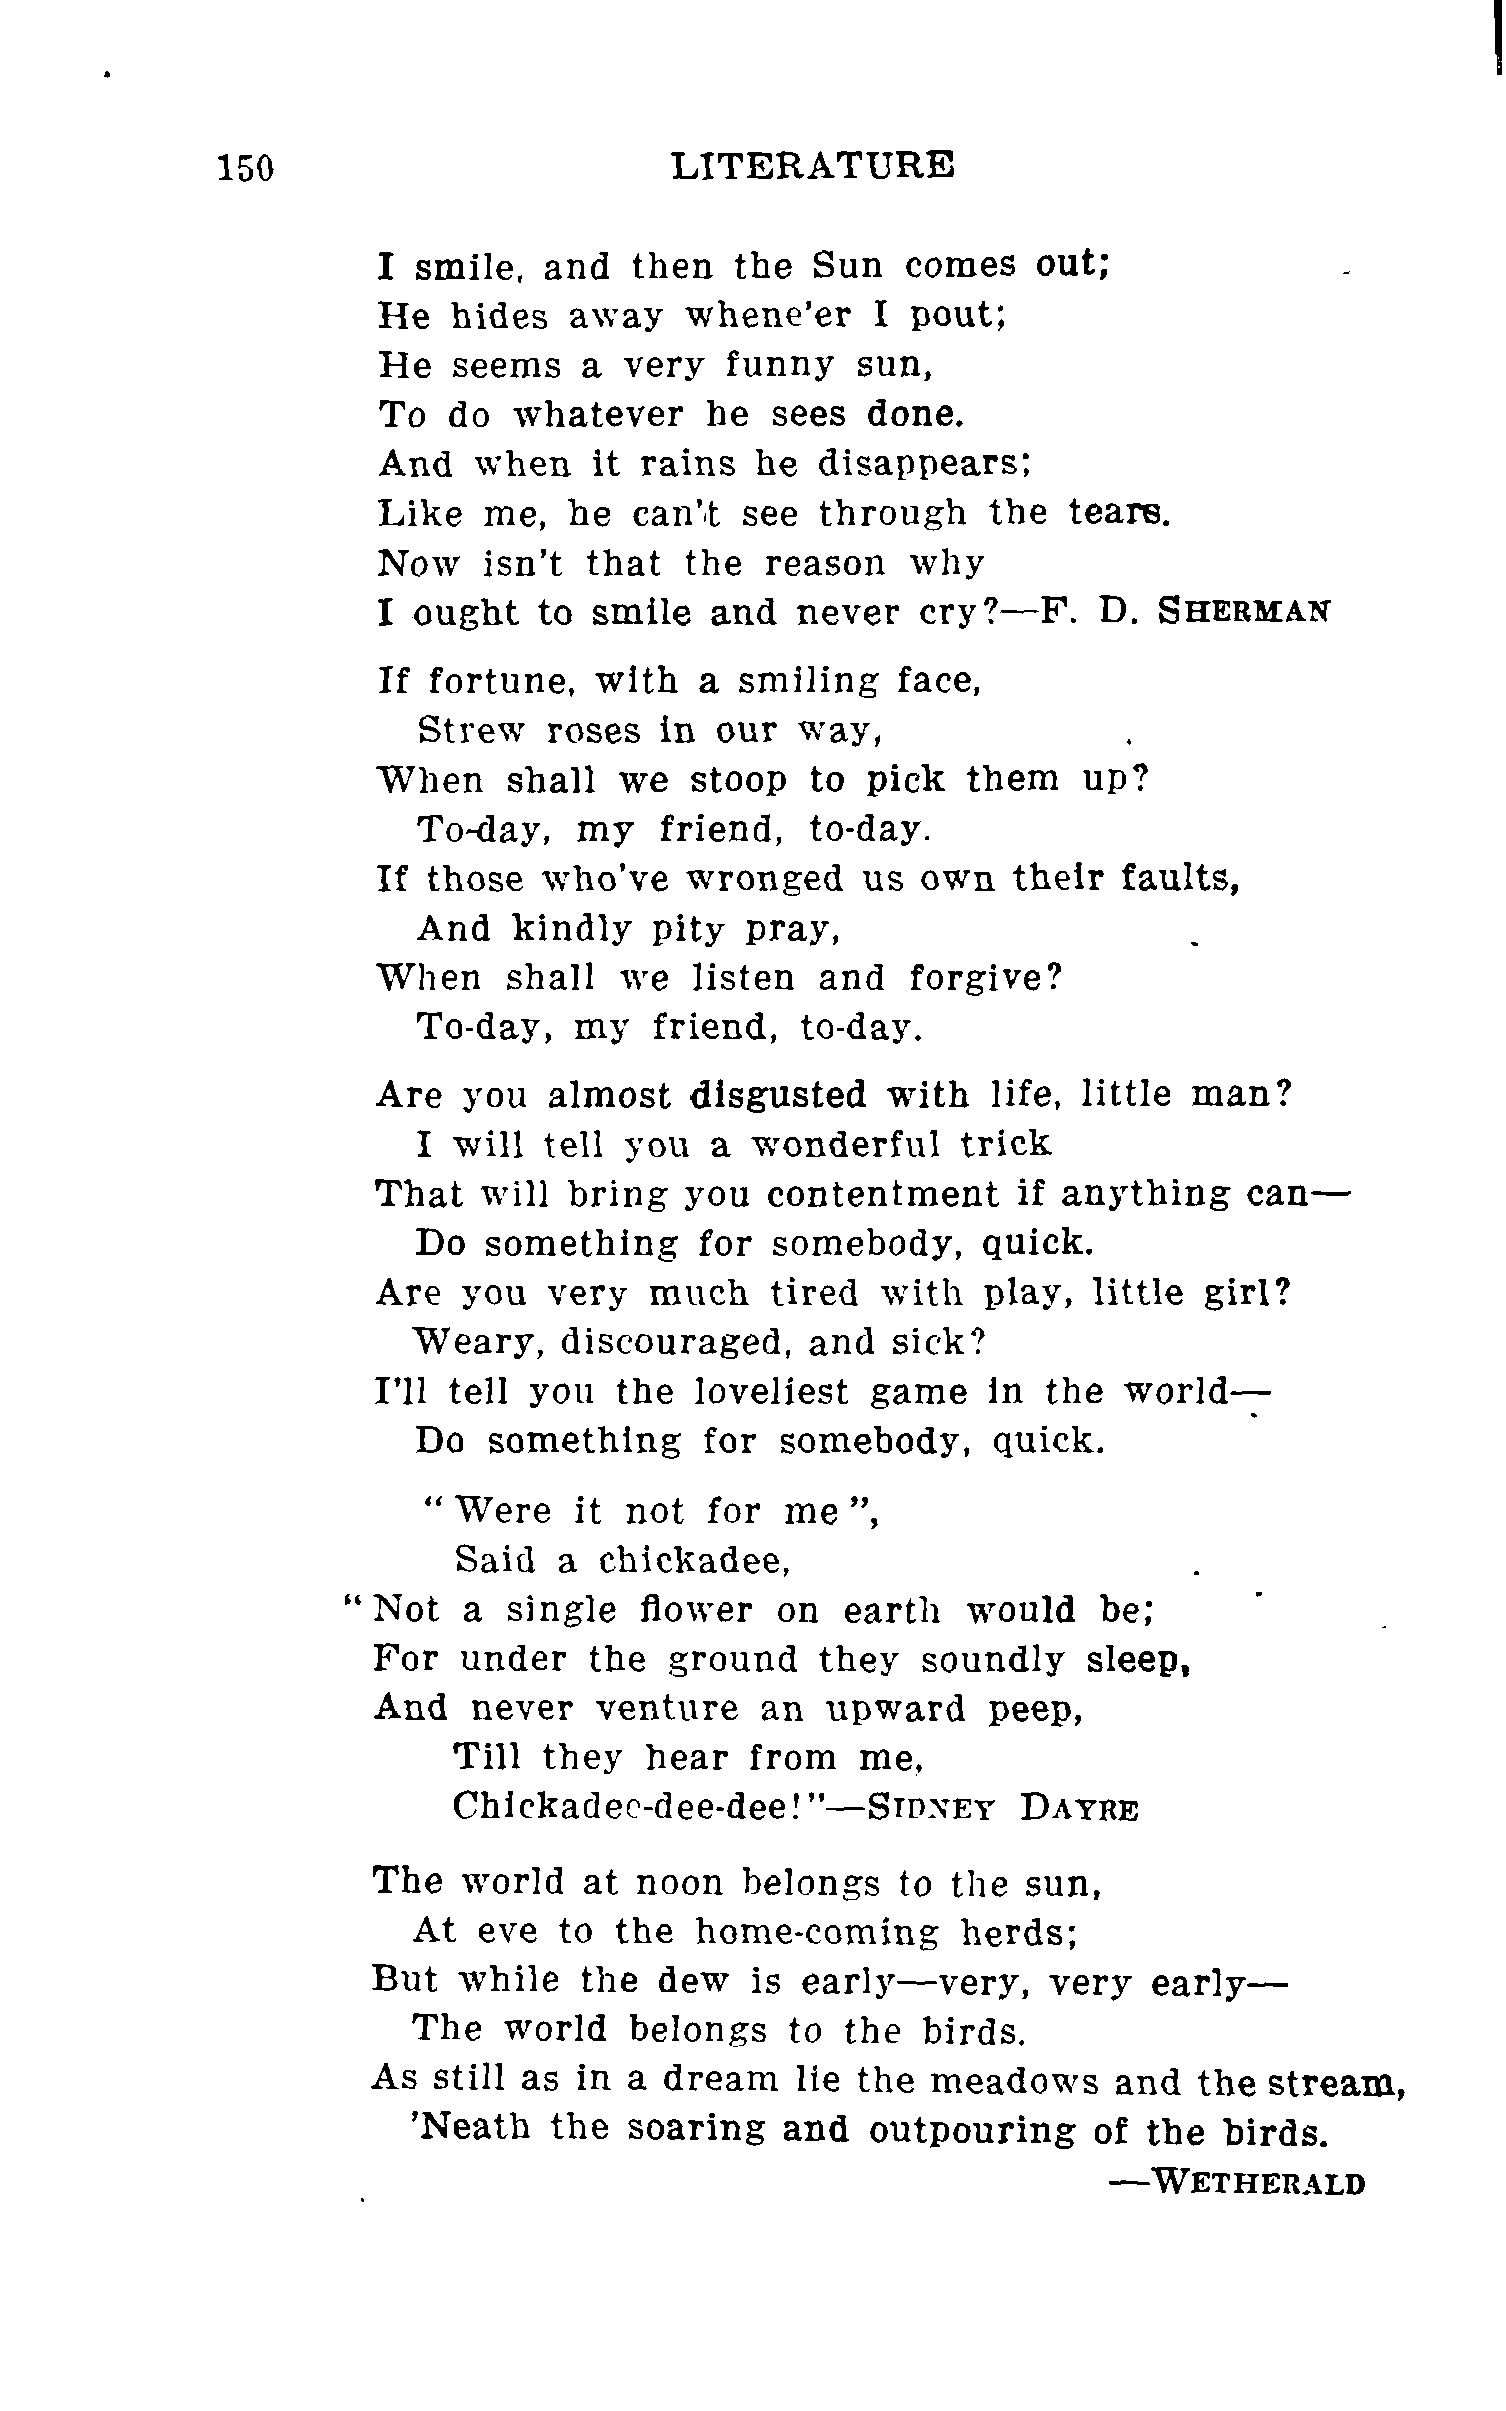 150 LITERATURE
I smile, and then the Sun comes out;
He hides away whene'er I pout;
He seems a very funny sun,
To do whatever he sees done.
And when it rains he disappears;
Like me, he can't see through the tears.
Now isn't that the reason why
I ought to smile and never cry?—F. D. SHERMAN
If fortune, with a smiling face,
Strew roses in our way,
When shall we stoop to pick them up?
To-day, my friend, to-day.
If those who've wronged us own their faults,
And kindly pity pray,
When shall we listen and forgive?
To-day, my friend, to-day.
Are you almost disgusted with life, little man?
I will tell you a wonderful trick
That will bring you contentment if anything can—
Do something for somebody, quick.
Are you very much tired with play, little girl?
Weary, discouraged, and sick?
I'll tell you the loveliest game in the world—
Do something for somebody, quick.
" Were it not for me ",
Said a chickadee,
" Not a single flower on earth would be;
For under the ground they soundly sleep,
And never venture an upward peep,
Till they hear from me,
Chickadee-dee-dee! "—SIDNEY DAYRE
The world at noon belongs to the sun,
At eve to the home-coming herds;
But while the dew is early—very, very early—
The world belongs to the birds.
As still as in a dream lie the meadows and the stream,
'Neath the soaring and outpouring of the birds.
—WETHERALD